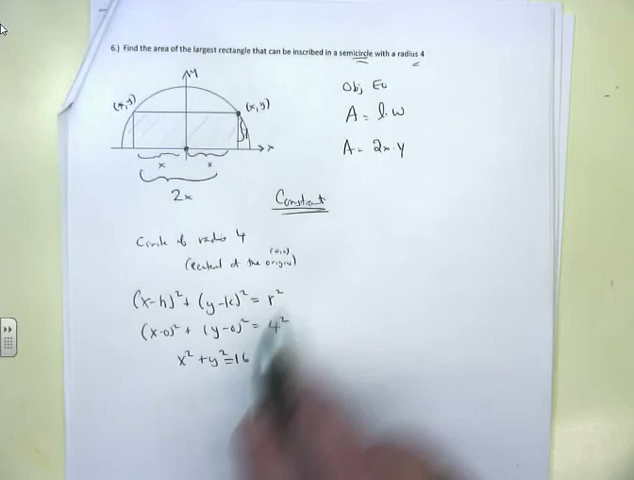 6.) Find the area of the largest rectangle that can be inscribed in a semicircle with a radius 4
y
(x,y)
(x,y)
Obj Eq
A = l·w
A = 2x·y
y
x
x
x
2x
Constraint
Circle of radius 4
(0,0)
(centered at the origin)
(x-h)² + (y-k)² = r²
(x-0)² + (y-0)² = 4²
x² + y² = 16